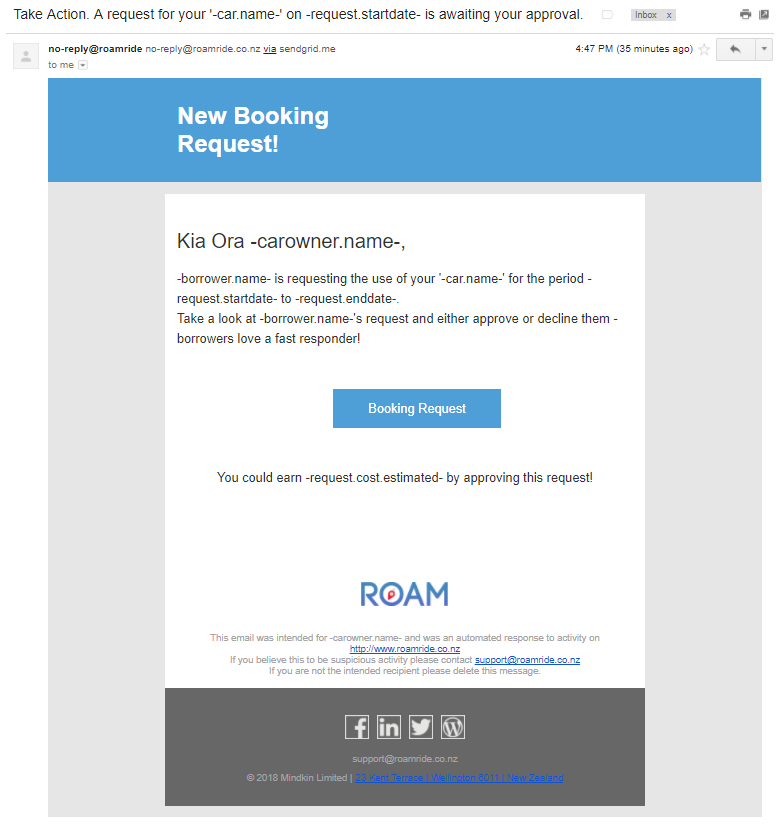 Take Action. A request for your '-car.name-' on -request.startdate- is awaiting your approval.
Inbox x
no-reply@roamride no-reply@roamride.co.nz via sendgrid.me
4:47 PM (35 minutes ago)
to me
New Booking
Request!
Kia Ora -carowner.name-,
-borrower.name- is requesting the use of your '-car.name-' for the period -
request.startdate- to -request.enddate-.
Take a look at -borrower.name-'s request and either approve or decline them -
borrowers love a fast responder!
Booking Request
You could earn -request.cost.estimated- by approving this request!
ROAM
This email was intended for -carowner.name- and was an automated response to activity on
http://www.roamride.co.nz
If you believe this to be suspicious activity please contact support@roamride.co.nz
If you are not the intended recipient please delete this message.
support@roamride.co.nz
© 2018 Mindkin Limited | 22 Kent Terrace | Wellington 6011 | New Zealand